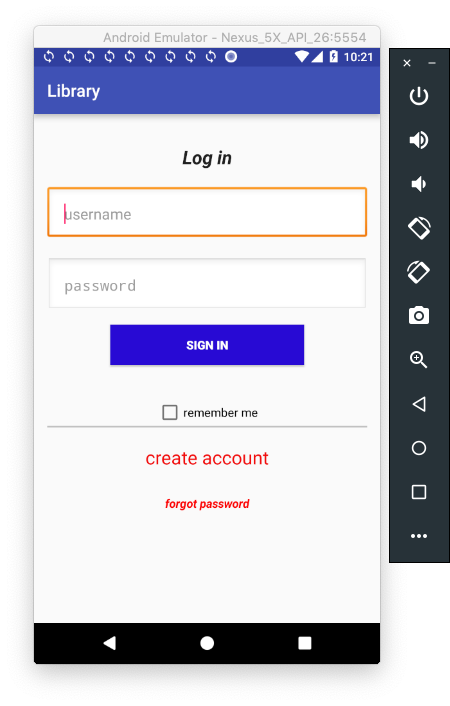 Android Emulator - Nexus_5X_API_26:5554
10:21
Library
Log in
username
password
SIGN IN
remember me
create account
forgot password